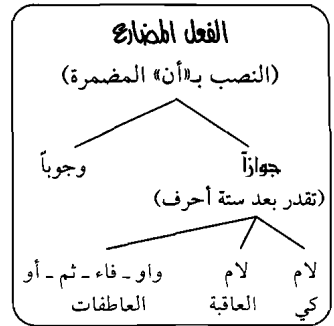 الفعل المضارع
(النصب بـ«أن» المضمرة)
جوازاً وجوباً
(تقدر بعد ستة أحرف)
لام لام واو ـ فاء ـ ثم ـ أو
كي العاقبة العاطفات